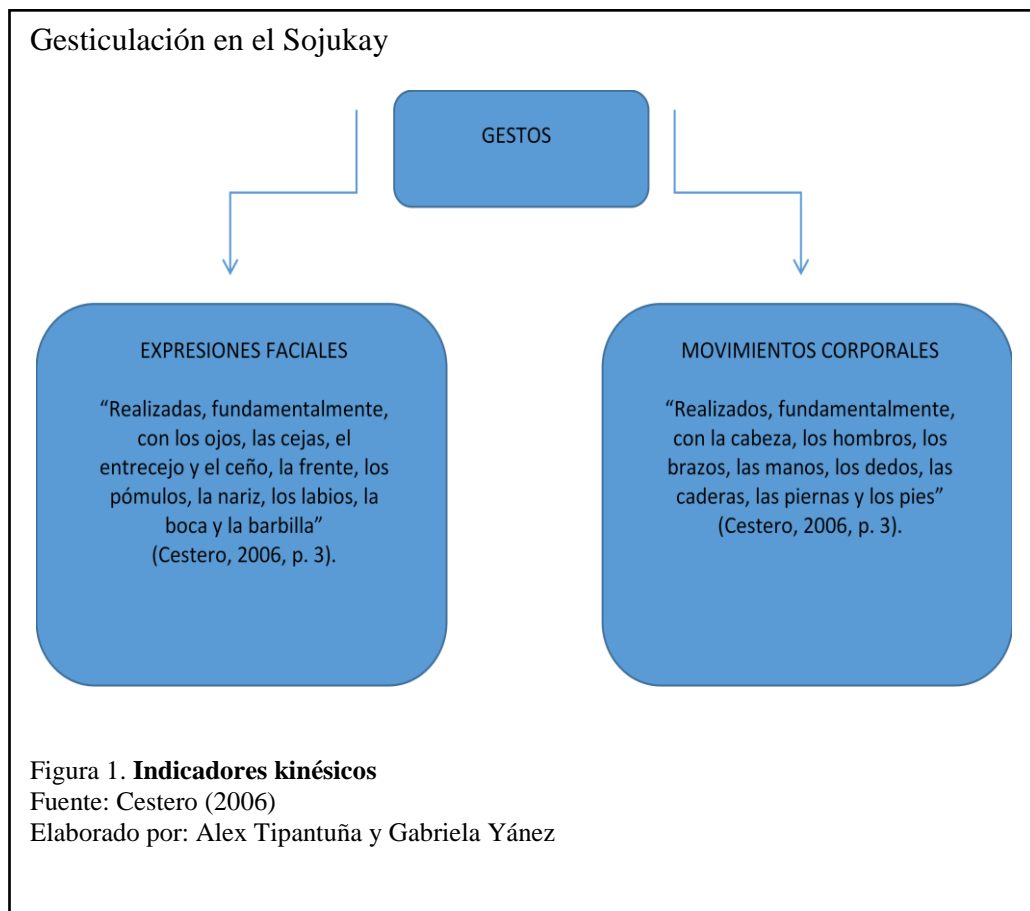 Gesticulación en el Sojukay
GESTOS
EXPRESIONES FACIALES
“Realizadas, fundamentalmente,
con los ojos, las cejas, el
entrecejo y el ceño, la frente, los
pómulos, la nariz, los labios, la
boca y la barbilla”
(Cestero, 2006, p. 3).
MOVIMIENTOS CORPORALES
“Realizados, fundamentalmente,
con la cabeza, los hombros, los
brazos, las manos, los dedos, las
caderas, las piernas y los pies”
(Cestero, 2006, p. 3).
Figura 1. Indicadores kinésicos
Fuente: Cestero (2006)
Elaborado por: Alex Tipantuña y Gabriela Yánez